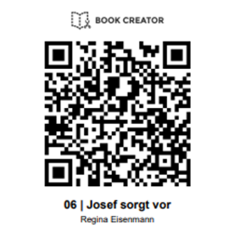 BOOK CREATOR
06 | Josef sorgt vor
Regina Eisenmann